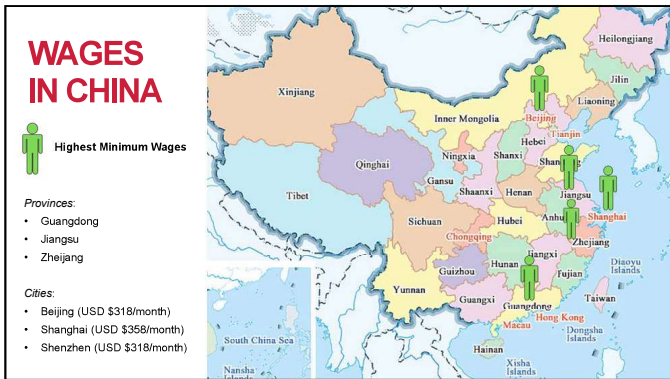 WAGES
IN CHINA
Highest Minimum Wages
Provinces:
• Guangdong
• Jiangsu
• Zheijang
Cities:
• Beijing (USD $318/month)
• Shanghai (USD $358/month)
• Shenzhen (USD $318/month)
Heilongjiang
Jilin
Xinjiang
Liaoning
Inner Mongolia
Beijing
Tianjin
Hebei
Ningxia
Shanxi
Qinghai
Gansu
Shaanxi
Henan
Jiangsu
Tibet
Anhui
Shanghai
Sichuan
Hubei
Chongqing
Zhejiang
Hunan
Jiangxi
Guizhou
Fujian
Diaoyu
Islands
Yunnan
Guangxi
Guangdong
Taiwan
Hong Kong
Macau
Dongsha
Islands
South China Sea
Hainan
Xisha
Islands
Nansha
Islands